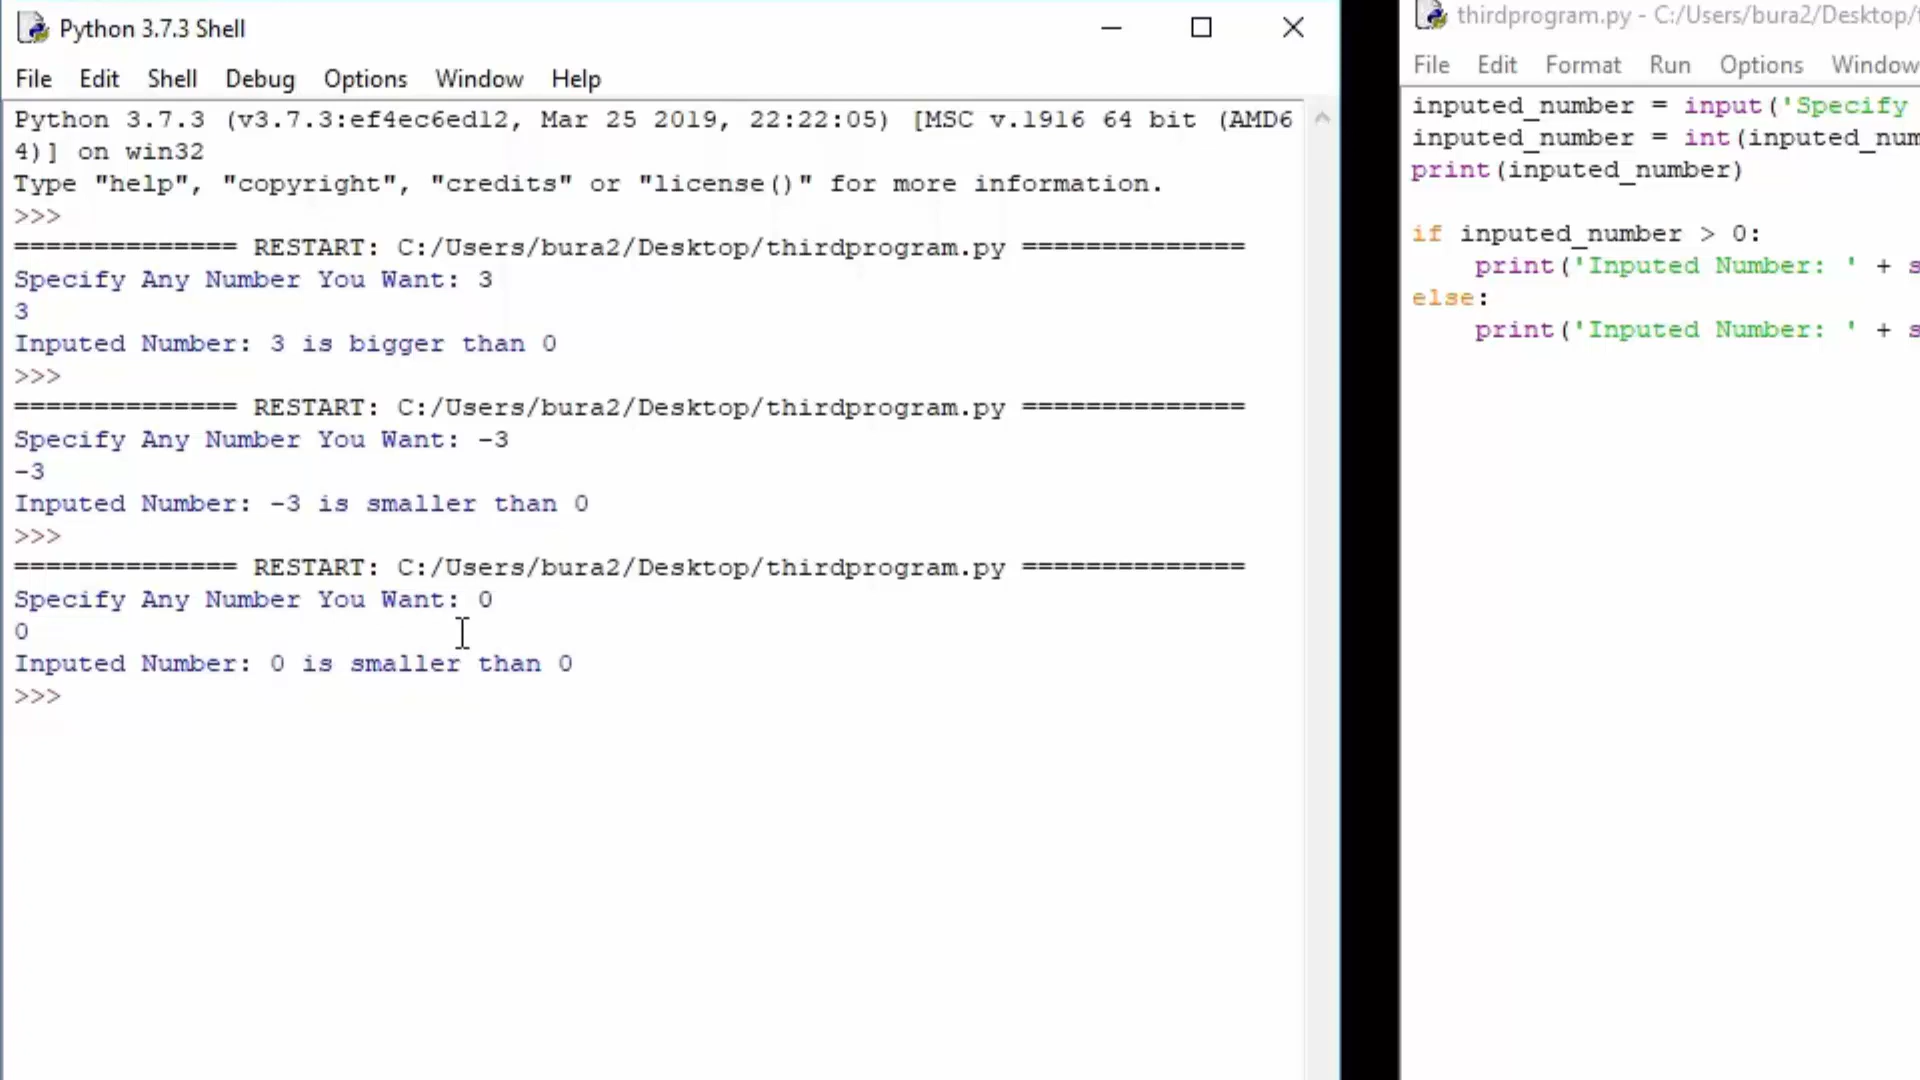 Python 3.7.3 Shell
File Edit Shell Debug Options Window Help
Python 3.7.3 (v3.7.3:ef4ec6ed12, Mar 25 2019, 22:22:05) [MSC v.1916 64 bit (AMD6
4)] on win32
Type "help", "copyright", "credits" or "license()" for more information.
>>>
============== RESTART: C:/Users/bura2/Desktop/thirdprogram.py ==============
Specify Any Number You Want: 3
3
Inputed Number: 3 is bigger than 0
>>>
============== RESTART: C:/Users/bura2/Desktop/thirdprogram.py ==============
Specify Any Number You Want: -3
-3
Inputed Number: -3 is smaller than 0
>>>
============== RESTART: C:/Users/bura2/Desktop/thirdprogram.py ==============
Specify Any Number You Want: 0
0
Inputed Number: 0 is smaller than 0
>>>
thirdprogram.py - C:/Users/bura2/Desktop/
File Edit Format Run Options Window
inputed_number = input('Specify
inputed_number = int(inputed_num
print(inputed_number)
if inputed_number > 0:
print('Inputed Number: ' + s
else:
print('Inputed Number: ' + s